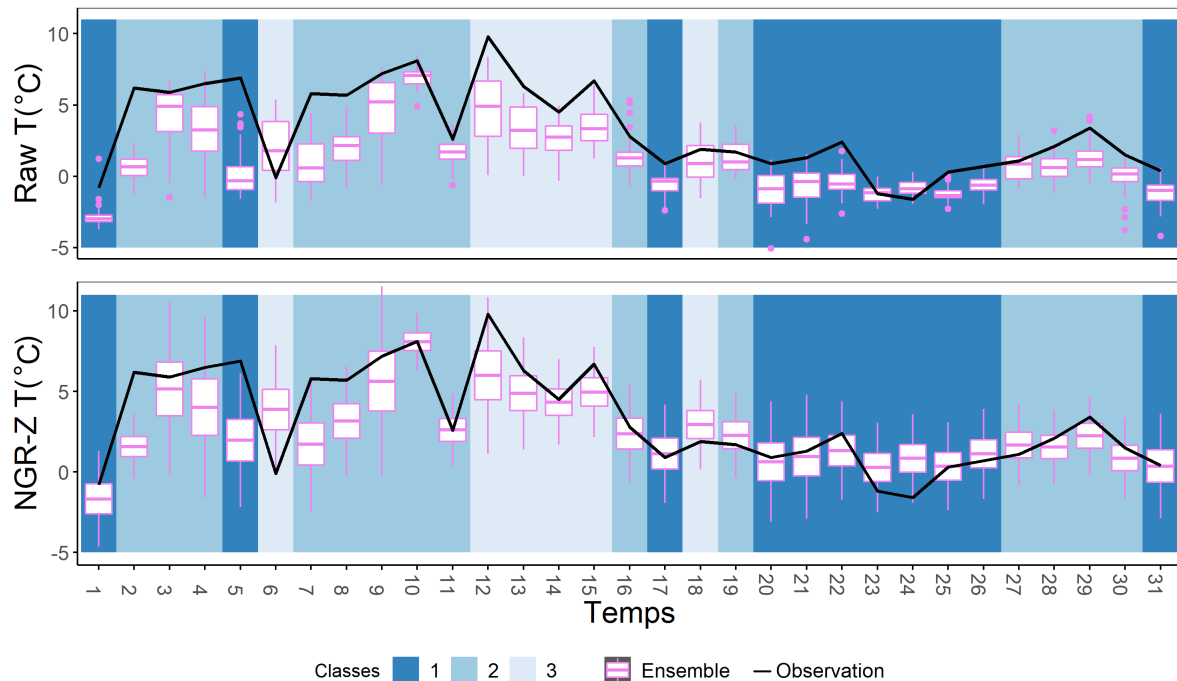 Raw T(°C)
10
5
0
-5
NGR-Z T(°C)
10
5
0
-5
1 2 3 4 5 6 7 8 9 10 11 12 13 14 15 16 17 18 19 20 21 22 23 24 25 26 27 28 29 30 31
Temps
Classes 1 2 3 Ensemble Observation